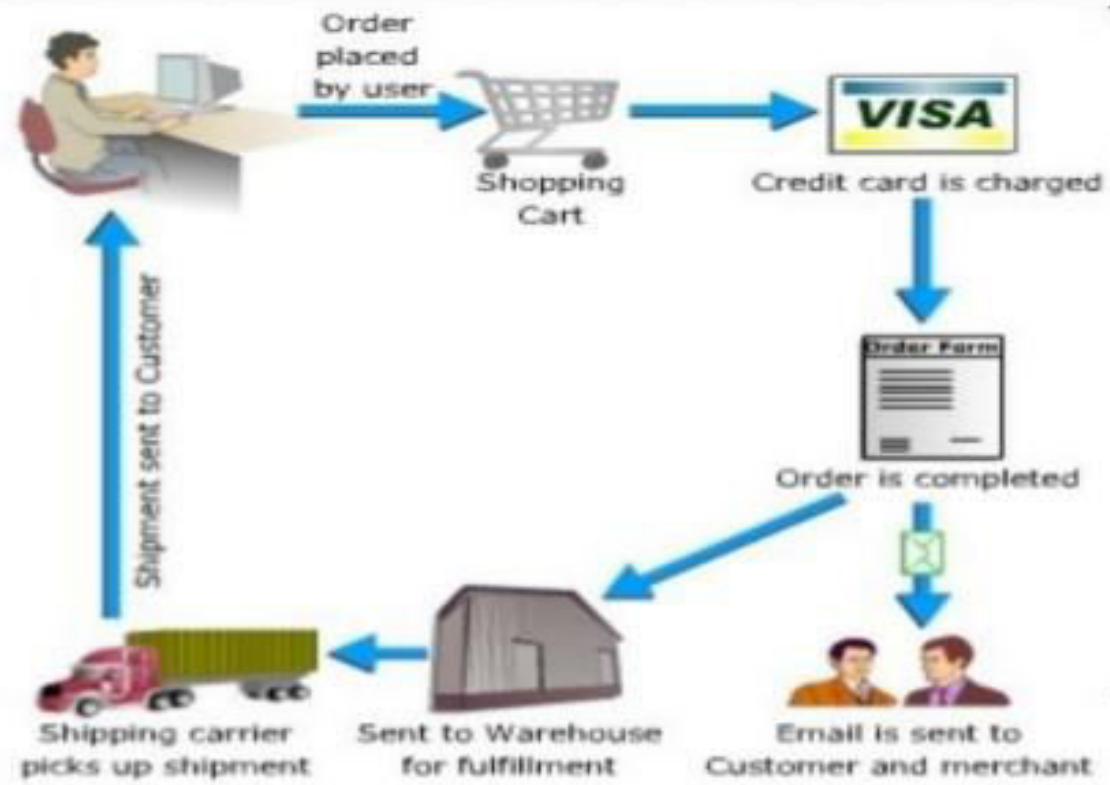 Order
placed
by user
Shopping
Cart
VISA
Credit card is charged
Order Form
Order is completed
Email is sent to
Customer and merchant
Sent to Warehouse
for fulfillment
Shipping carrier
picks up shipment
Shipment sent to Customer